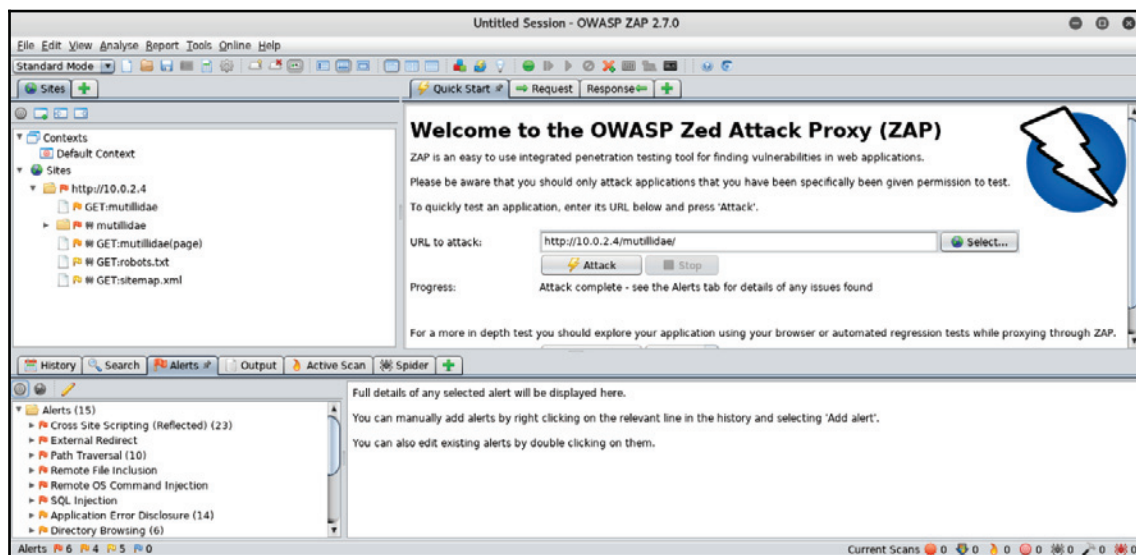 Untitled Session - OWASP ZAP 2.7.0
File Edit View Analyse Report Tools Online Help
Standard Mode
Sites
Quick Start
Request
Response
Contexts
Default Context
Sites
http://10.0.2.4
GET:mutillidae
mutillidae
GET:mutillidae(page)
GET:robots.txt
GET:sitemap.xml
Welcome to the OWASP Zed Attack Proxy (ZAP)
ZAP is an easy to use integrated penetration testing tool for finding vulnerabilities in web applications.
Please be aware that you should only attack applications that you have been specifically been given permission to test.
To quickly test an application, enter its URL below and press 'Attack'.
URL to attack: http://10.0.2.4/mutillidae/ Select...
Attack Stop
Progress: Attack complete - see the Alerts tab for details of any issues found
For a more in depth test you should explore your application using your browser or automated regression tests while proxying through ZAP.
History Search Alerts Output Active Scan Spider
Alerts (15)
Cross Site Scripting (Reflected) (23)
External Redirect
Path Traversal (10)
Remote File Inclusion
Remote OS Command Injection
SQL Injection
Application Error Disclosure (14)
Directory Browsing (6)
Full details of any selected alert will be displayed here.
You can manually add alerts by right clicking on the relevant line in the history and selecting 'Add alert'.
You can also edit existing alerts by double clicking on them.
Alerts 6 4 5 0
Current Scans 0 0 0 0 0 0 0